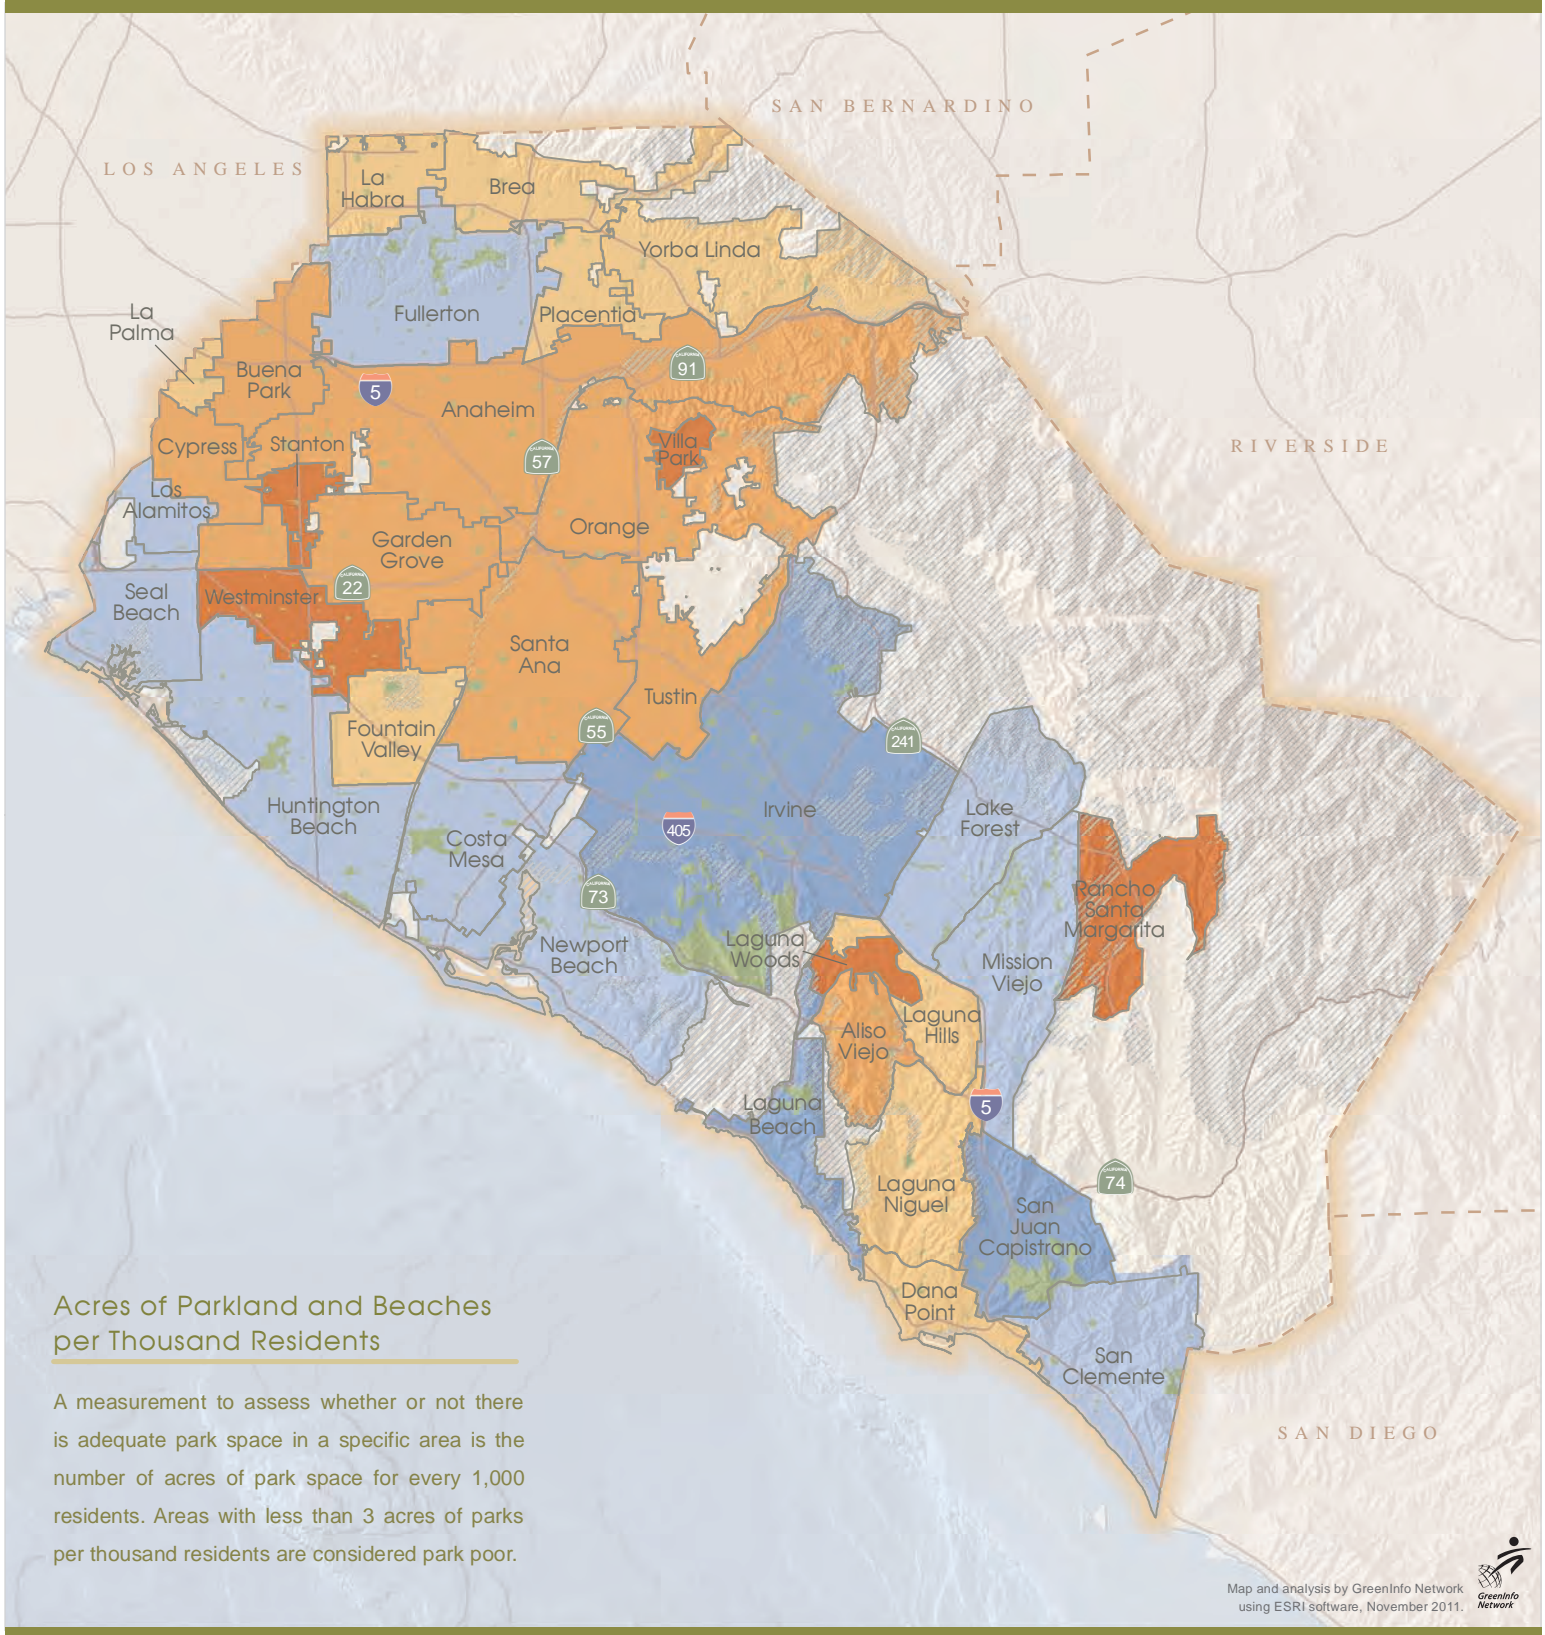 SAN BERNARDINO
LOS ANGELES
La
Habra
Brea
Yorba Linda
Fullerton
Placentia
La
Palma
Buena
Park
5
91
Anaheim
Cypress
Stanton
Villa
Park
57
RIVERSIDE
Los
Alamitos
Orange
Garden
Grove
22
Seal
Beach
Westminster
Santa
Ana
Tustin
Fountain
Valley
55
241
Huntington
Beach
Irvine
Lake
Forest
405
Costa
Mesa
73
Rancho
Santa
Margarita
Newport
Beach
Laguna
Woods
Mission
Viejo
Aliso
Viejo
Laguna
Hills
Laguna
Beach
5
74
Laguna
Niguel
San
Juan
Capistrano
Dana
Point
San
Clemente
SAN DIEGO
Acres of Parkland and Beaches
per Thousand Residents
A measurement to assess whether or not there
is adequate park space in a specific area is the
number of acres of park space for every 1,000
residents. Areas with less than 3 acres of parks
per thousand residents are considered park poor.
Map and analysis by GreenInfo Network
using ESRI software, November 2011.
GreenInfo
Network